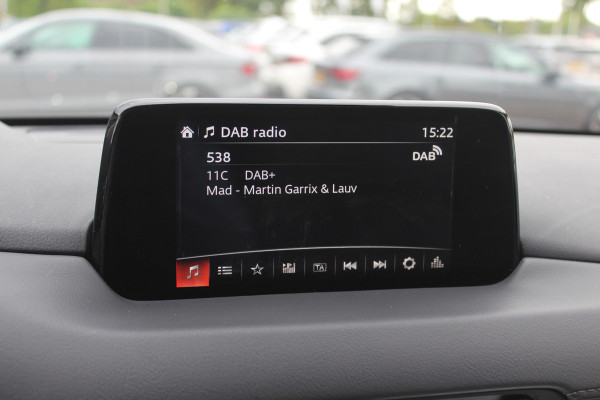 DAB radio 15:22
538 DAB
11C DAB+
Mad - Martin Garrix & Lauv
TA